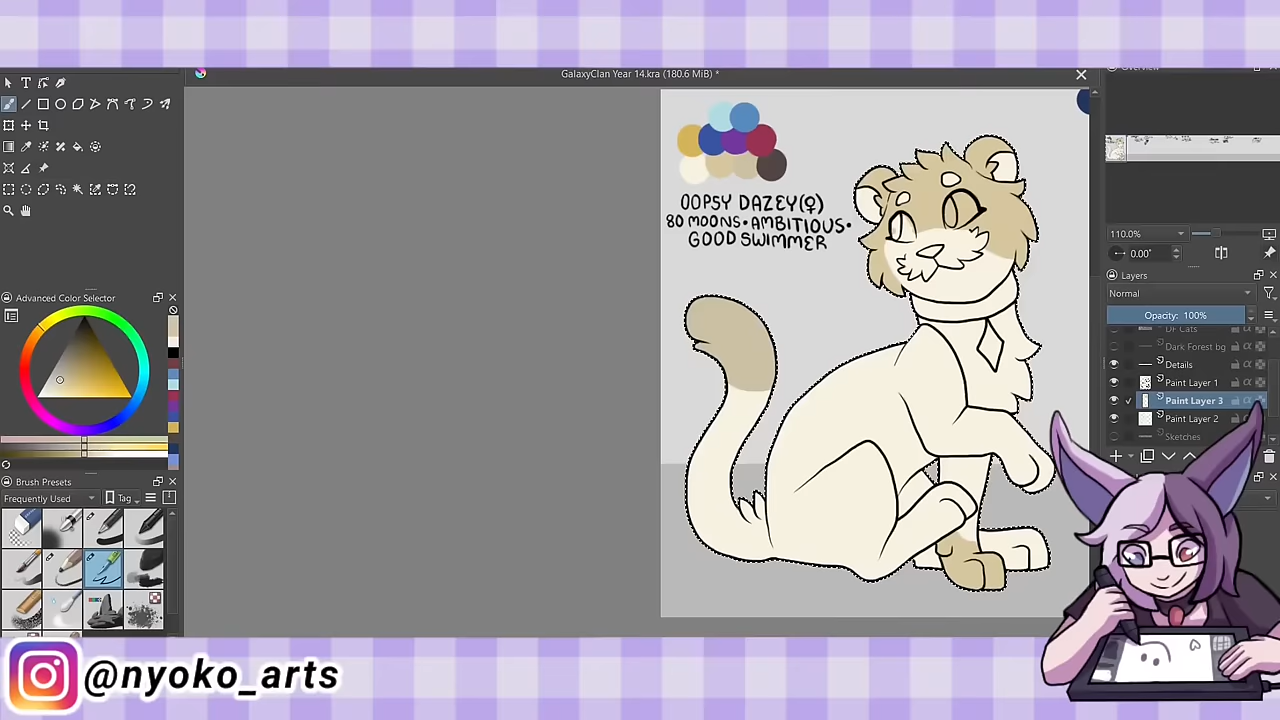 GalaxyClan Year 14.kra (180.6 MiB) *
OOPSY DAZEY(♀)
80 MOONS•AMBITIOUS•
GOOD SWIMMER
110.0%
0.00°
Layers
Normal
Opacity: 100%
DF Cats
Dark Forest bg
Details
Paint Layer 1
Paint Layer 3
Paint Layer 2
Sketches
Advanced Color Selector
Brush Presets
Frequently Used
Tag
@nyoko_arts